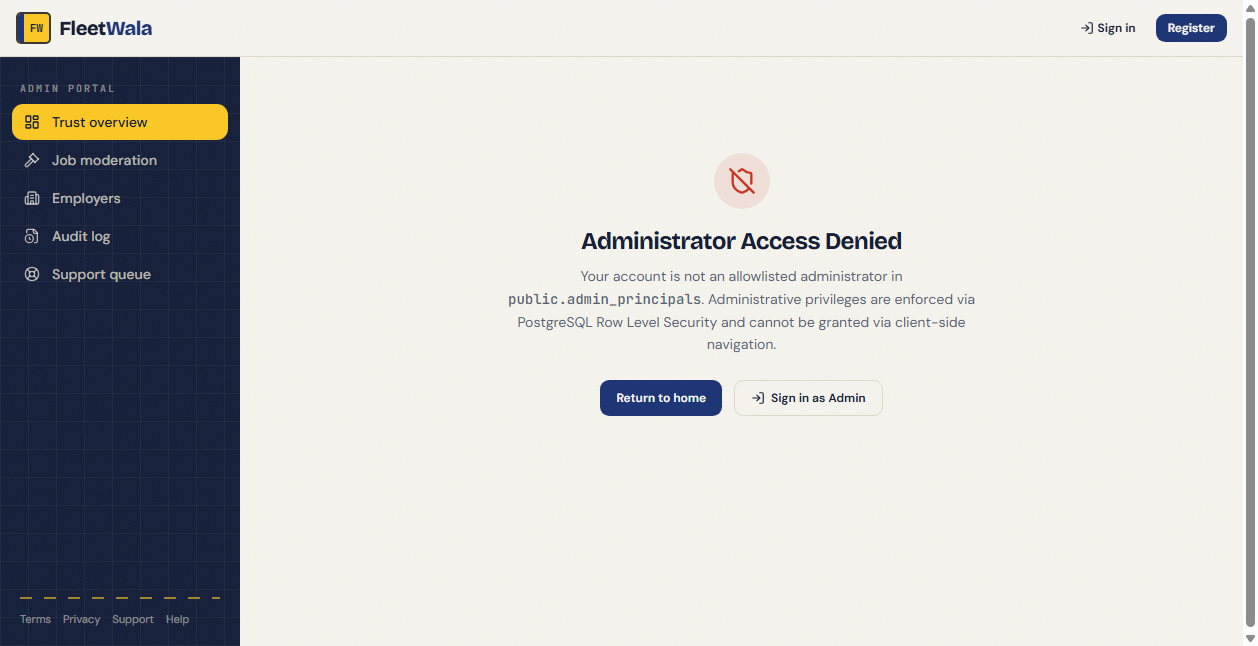 FW FleetWala
Sign in
Register
ADMIN PORTAL
Trust overview
Job moderation
Employers
Audit log
Support queue
Administrator Access Denied
Your account is not an allowlisted administrator in
public.admin_principals. Administrative privileges are enforced via
PostgreSQL Row Level Security and cannot be granted via client-side
navigation.
Return to home
Sign in as Admin
Terms Privacy Support Help